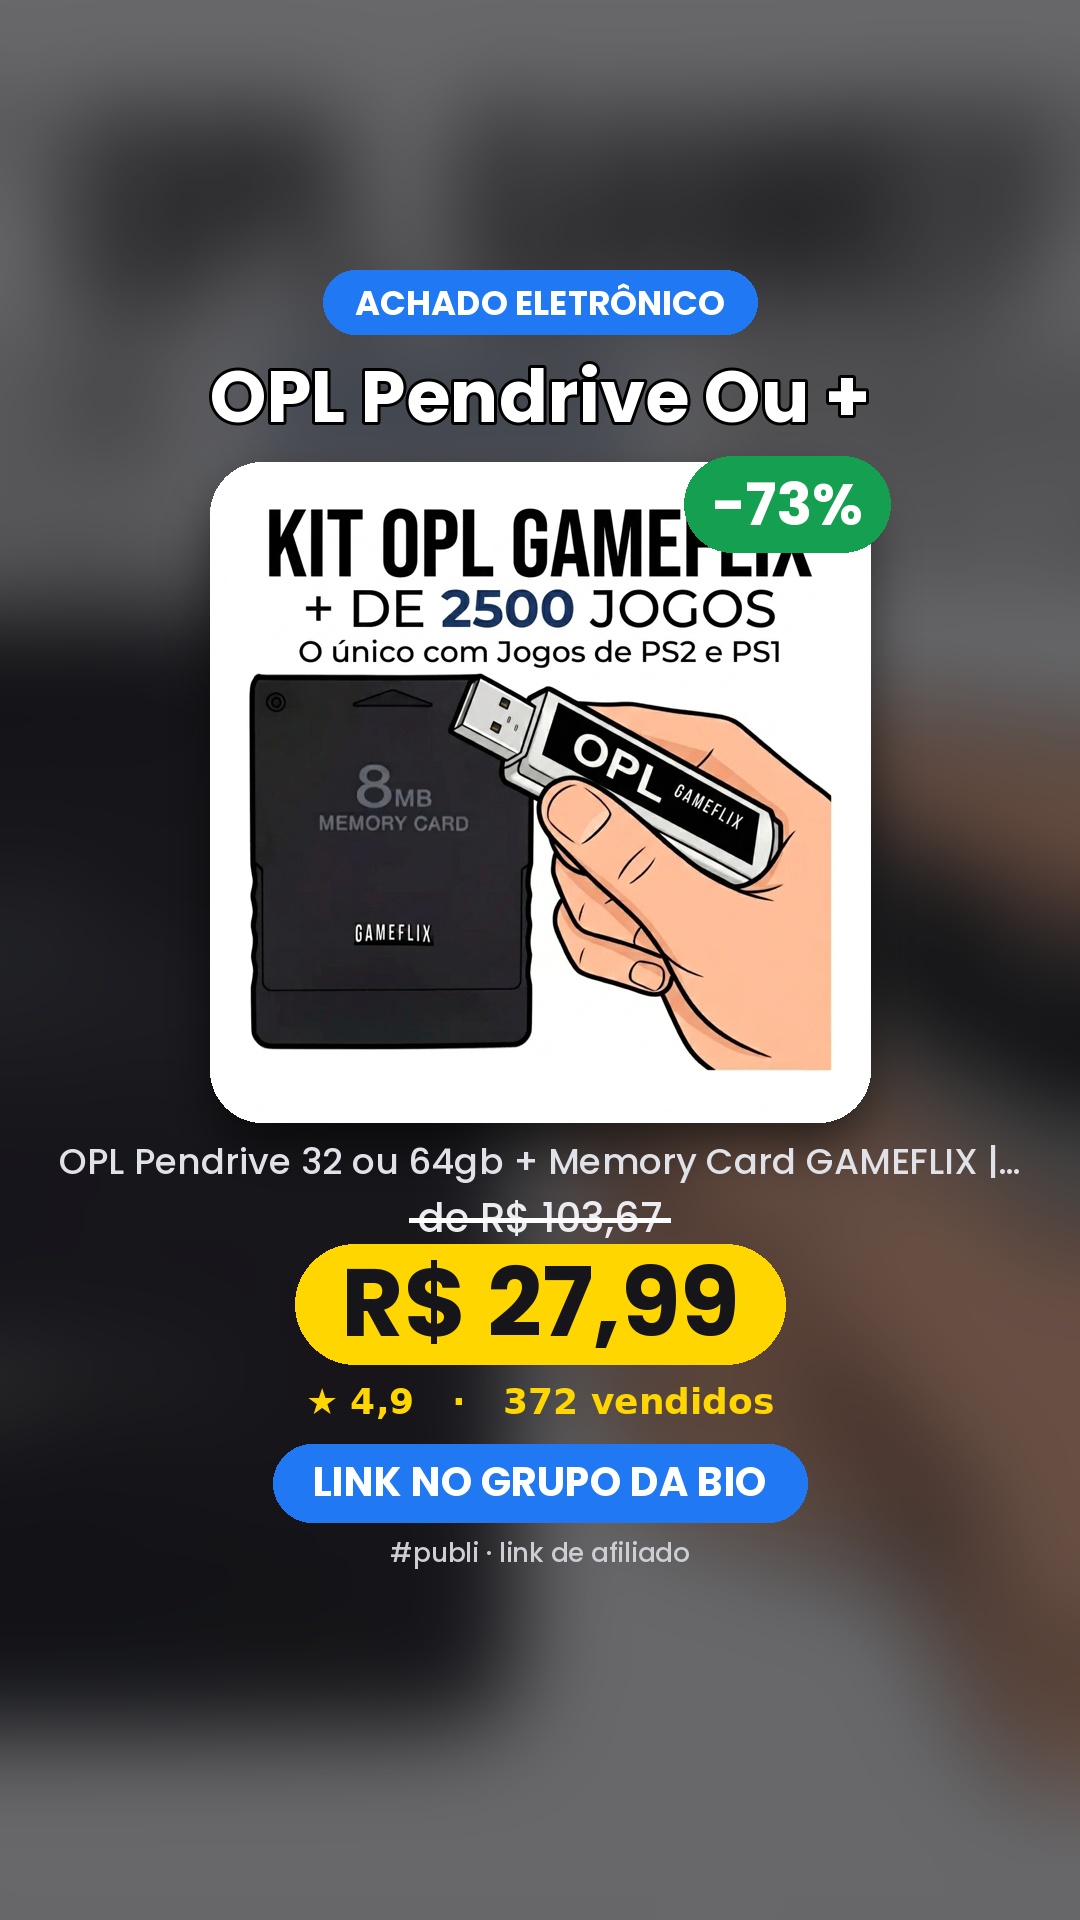 ACHADO ELETRÔNICO
OPL Pendrive Ou +
-73%
KIT OPL GAMEFLIX
+ DE 2500 JOGOS
O único com Jogos de PS2 e PS1
8MB
MEMORY CARD
GAMEFLIX
OPL GAMEFLIX
OPL Pendrive 32 ou 64gb + Memory Card GAMEFLIX |...
de R$ 103,67
R$ 27,99
★ 4,9 · 372 vendidos
LINK NO GRUPO DA BIO
#publi · link de afiliado